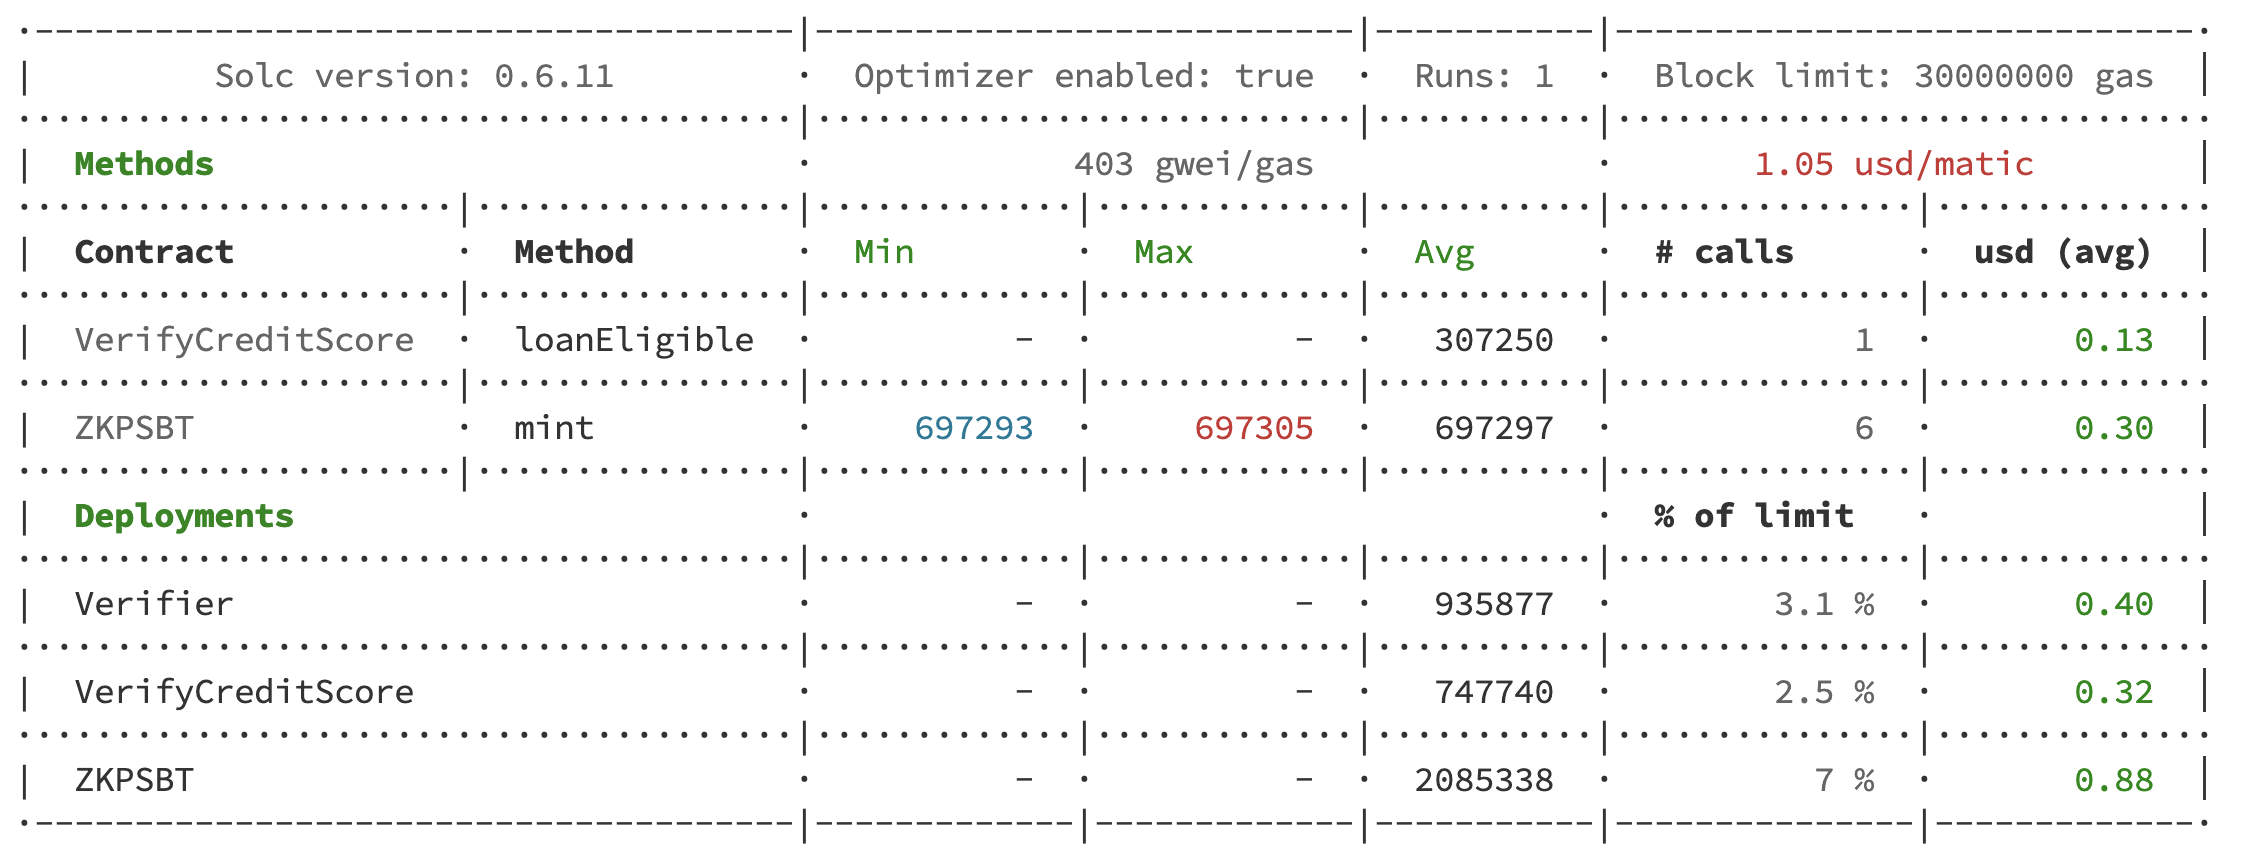 Solc version: 0.6.11 · Optimizer enabled: true · Runs: 1 · Block limit: 30000000 gas
Methods · 403 gwei/gas · 1.05 usd/matic
Contract · Method · Min · Max · Avg · # calls · usd (avg)
VerifyCreditScore · loanEligible · - · - · 307250 · 1 · 0.13
ZKPSBT · mint · 697293 · 697305 · 697297 · 6 · 0.30
Deployments · · % of limit ·
Verifier · - · - · 935877 · 3.1 % · 0.40
VerifyCreditScore · - · - · 747740 · 2.5 % · 0.32
ZKPSBT · - · - · 2085338 · 7 % · 0.88